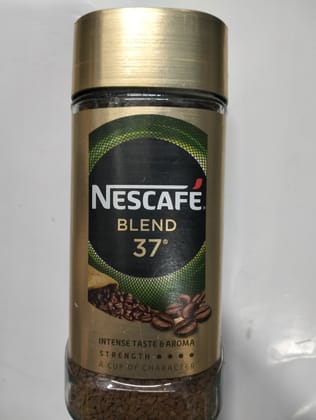 NESCAFÉ.
BLEND
37°
INTENSE TASTE & AROMA
STRENGTH ● ● ● ●
A CUP OF CHARACTER